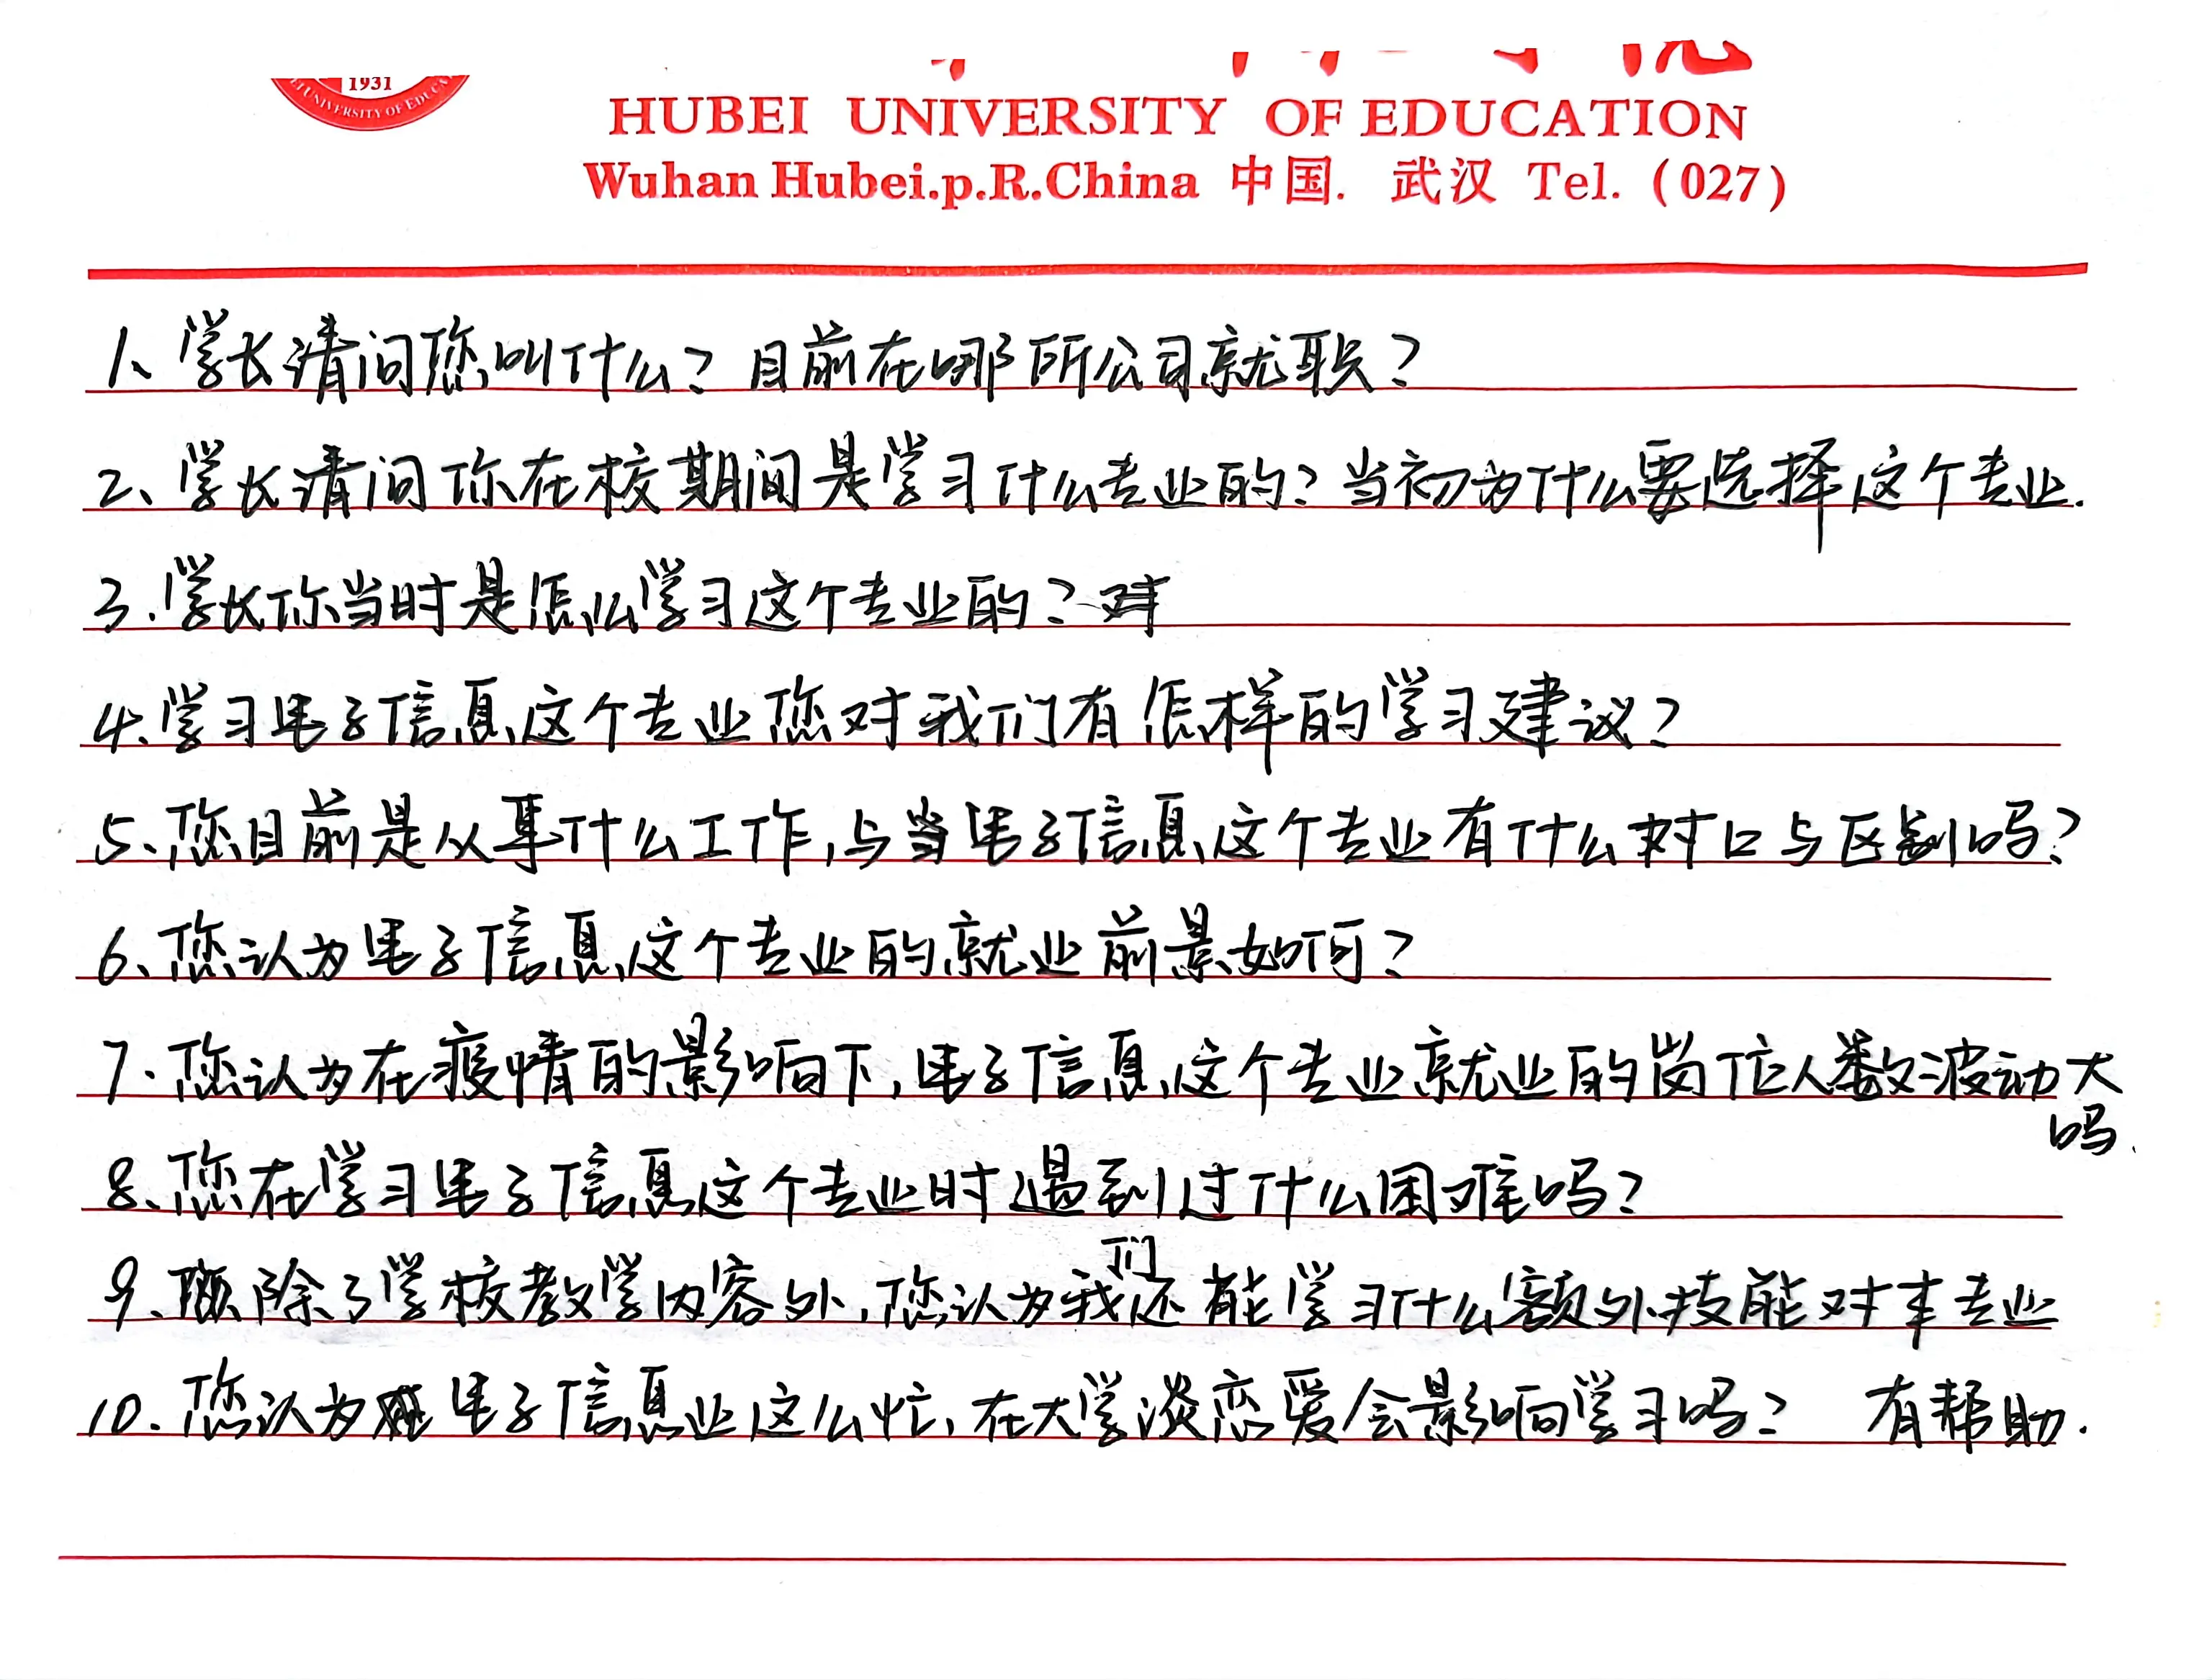 1931
UNIVERSITY OF EDUCA
HUBEI UNIVERSITY OF EDUCATION
Wuhan Hubei.p.R.China 中国. 武汉 Tel. (027)
1、学长请问您叫什么？目前在哪所公司就职？
2、学长请问你在校期间是学习什么专业的？当初为什么要选择这个专业.
3.学长你当时是怎么学习这个专业的？
4.学习电子信息这个专业您对我们有怎样的学习建议？
5、您目前是从事什么工作,与当电子信息这个专业有什么对口与区别吗？
6、您认为电子信息这个专业的就业前景如何？
7.您认为在疫情的影响下,电子信息这个专业就业的岗位人数波动大
吗.
8、您在学习电子信息这个专业时遇到过什么困难吗？
9、除了学校教学内容外,您认为我们还能学习什么额外技能对本专业
有帮助.
10.您认为电子信息业这么忙,在大学谈恋爱会影响学习吗？